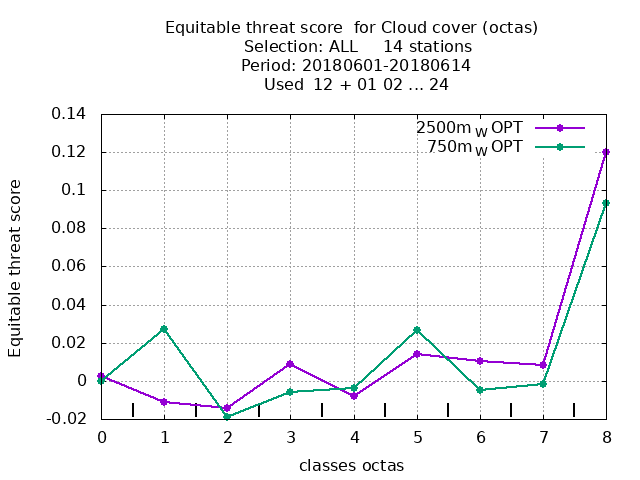 Equitable threat score  for Cloud cover (octas)
Selection: ALL     14 stations
Period: 20180601-20180614
Used  12 + 01 02 ... 24
0.14
0.12
0.1
0.08
0.06
0.04
0.02
0
-0.02
Equitable threat score
2500m W OPT
750m W OPT
0 1 2 3 4 5 6 7 8
classes octas